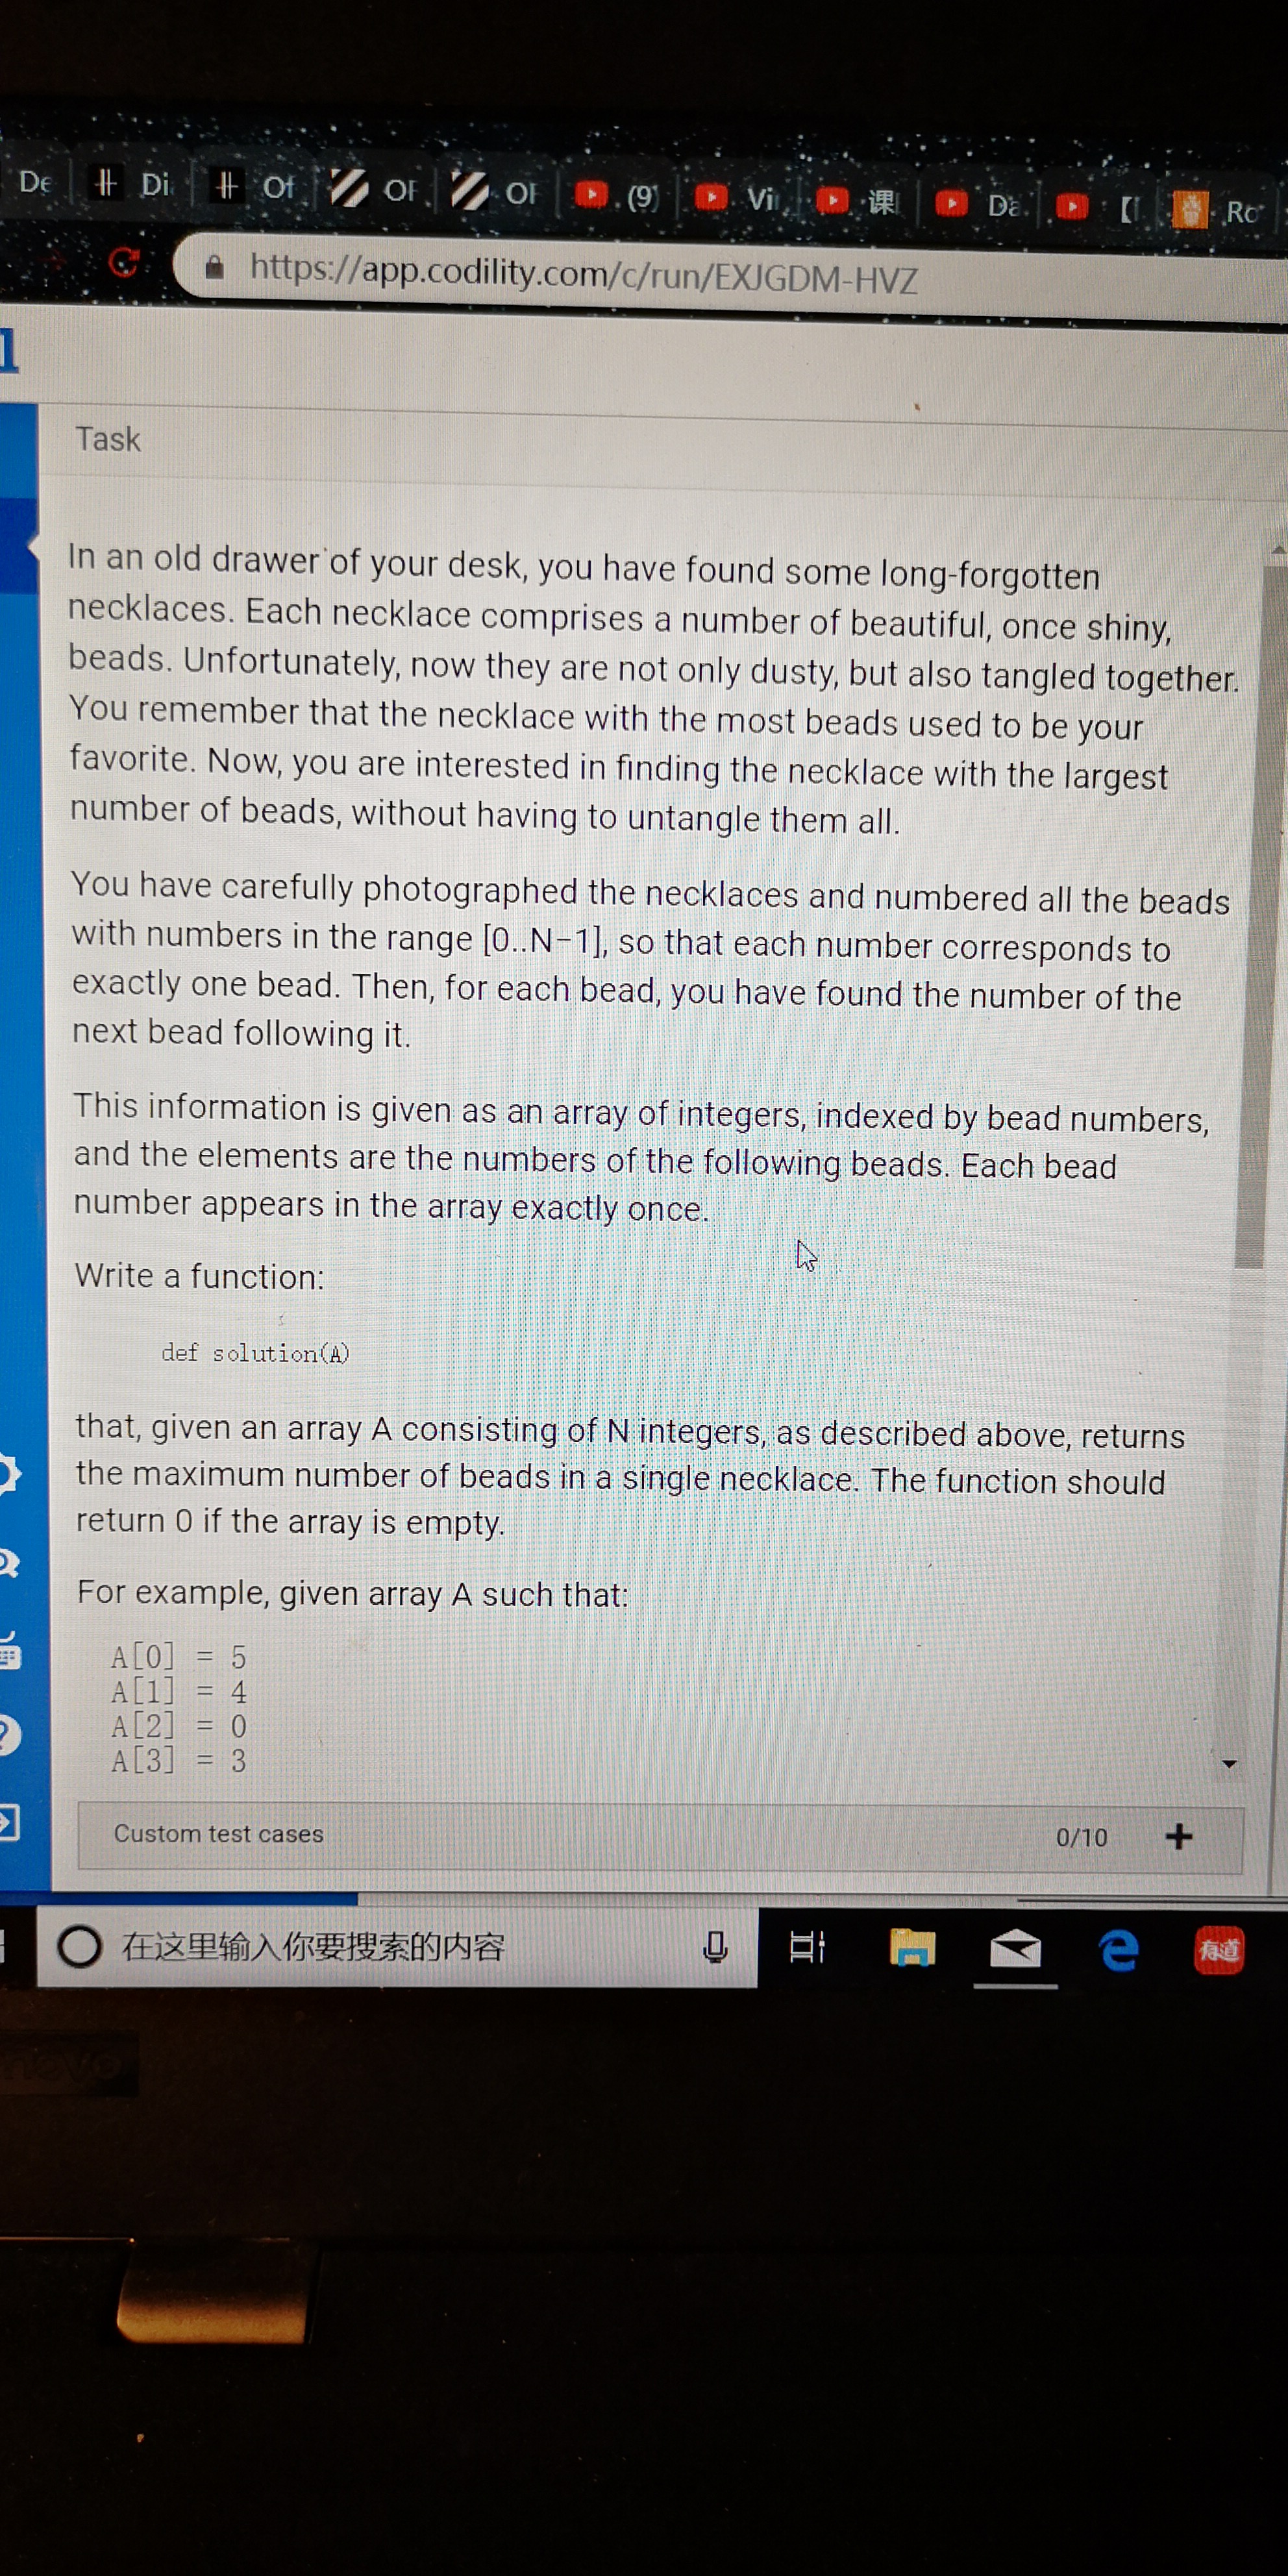 De Di Of OF OF (9) Vi 课 Da Ro
https://app.codility.com/c/run/EXJGDM-HVZ
Task
In an old drawer of your desk, you have found some long-forgotten
necklaces. Each necklace comprises a number of beautiful, once shiny,
beads. Unfortunately, now they are not only dusty, but also tangled together.
You remember that the necklace with the most beads used to be your
favorite. Now, you are interested in finding the necklace with the largest
number of beads, without having to untangle them all.
You have carefully photographed the necklaces and numbered all the beads
with numbers in the range [0..N−1], so that each number corresponds to
exactly one bead. Then, for each bead, you have found the number of the
next bead following it.
This information is given as an array of integers, indexed by bead numbers,
and the elements are the numbers of the following beads. Each bead
number appears in the array exactly once.
Write a function:
def solution(A)
that, given an array A consisting of N integers, as described above, returns
the maximum number of beads in a single necklace. The function should
return 0 if the array is empty.
For example, given array A such that:
A[0] = 5
A[1] = 4
A[2] = 0
A[3] = 3
Custom test cases 0/10 +
在这里输入你要搜索的内容
有道